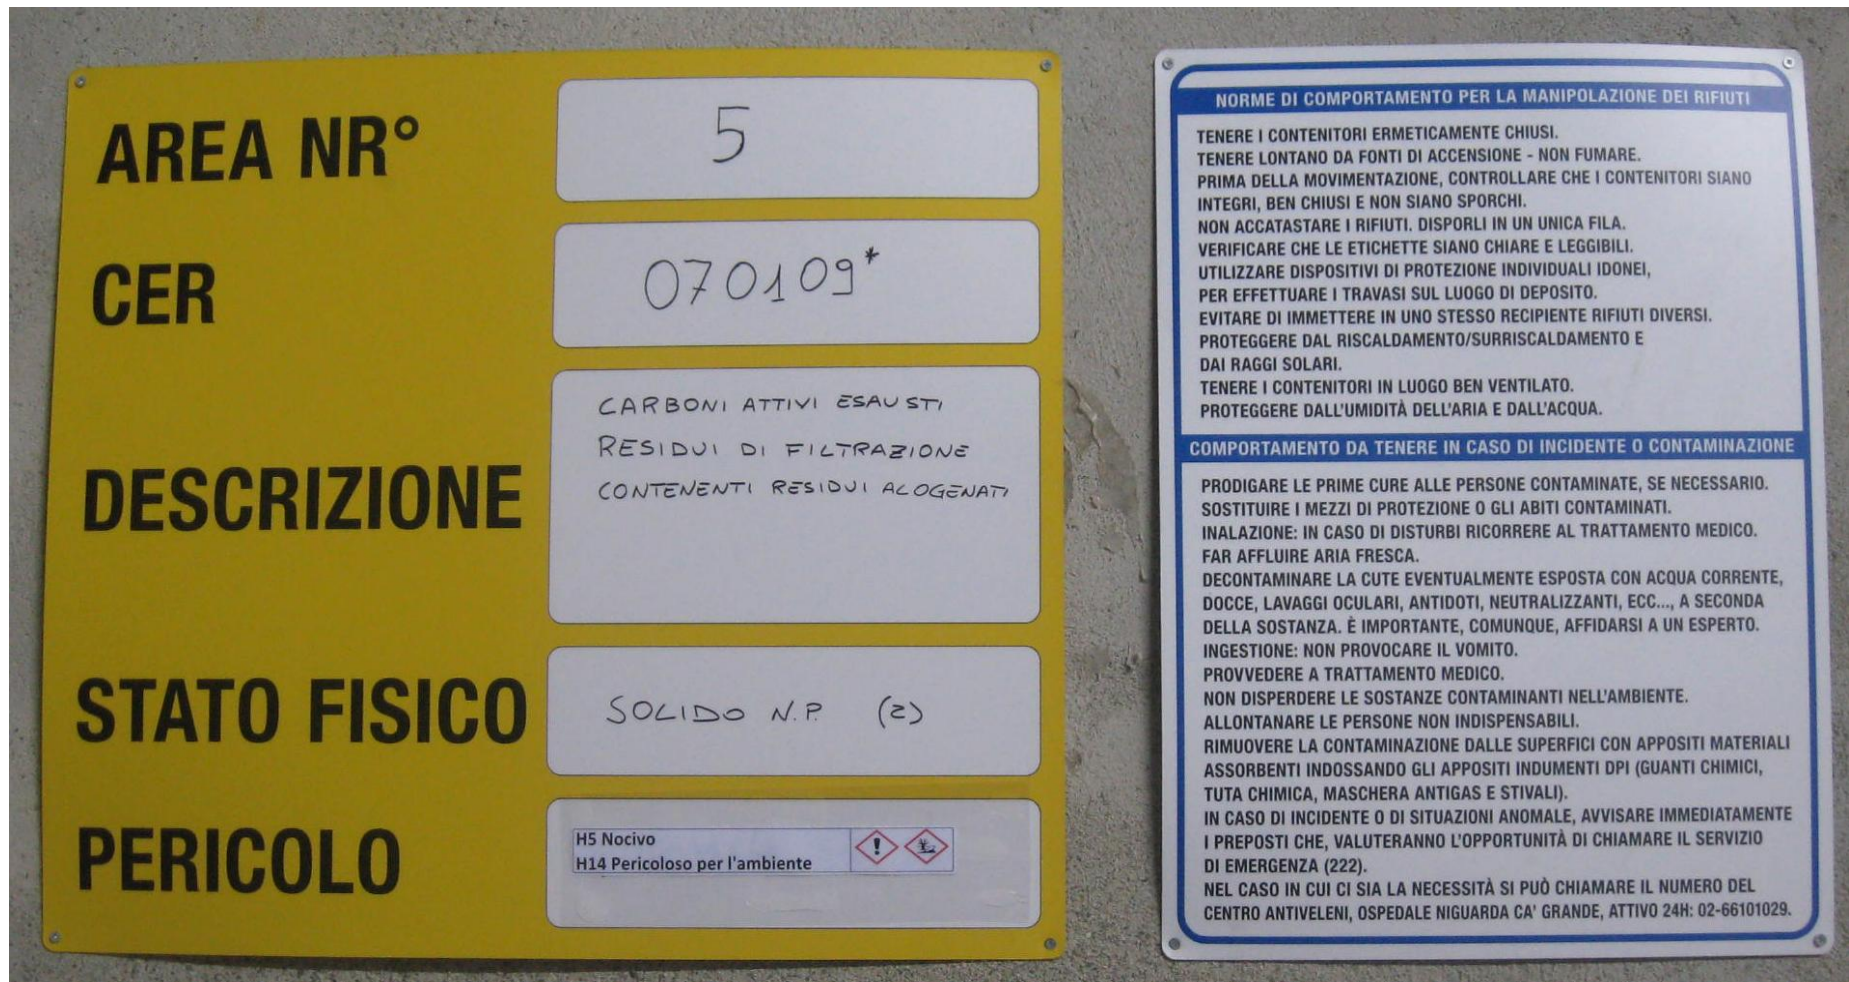 AREA NR°
5
CER
070109*
DESCRIZIONE
CARBONI ATTIVI ESAUSTI
RESIDUI DI FILTRAZIONE
CONTENENTI RESIDUI ALOGENATI
STATO FISICO
SOLIDO N.P. (2)
PERICOLO
H5 Nocivo
H14 Pericoloso per l'ambiente
NORME DI COMPORTAMENTO PER LA MANIPOLAZIONE DEI RIFIUTI
TENERE I CONTENITORI ERMETICAMENTE CHIUSI.
TENERE LONTANO DA FONTI DI ACCENSIONE - NON FUMARE.
PRIMA DELLA MOVIMENTAZIONE, CONTROLLARE CHE I CONTENITORI SIANO
INTEGRI, BEN CHIUSI E NON SIANO SPORCHI.
NON ACCATASTARE I RIFIUTI. DISPORLI IN UN UNICA FILA.
VERIFICARE CHE LE ETICHETTE SIANO CHIARE E LEGGIBILI.
UTILIZZARE DISPOSITIVI DI PROTEZIONE INDIVIDUALI IDONEI,
PER EFFETTUARE I TRAVASI SUL LUOGO DI DEPOSITO.
EVITARE DI IMMETTERE IN UNO STESSO RECIPIENTE RIFIUTI DIVERSI.
PROTEGGERE DAL RISCALDAMENTO/SURRISCALDAMENTO E
DAI RAGGI SOLARI.
TENERE I CONTENITORI IN LUOGO BEN VENTILATO.
PROTEGGERE DALL'UMIDITÀ DELL'ARIA E DALL'ACQUA.
COMPORTAMENTO DA TENERE IN CASO DI INCIDENTE O CONTAMINAZIONE
PRODIGARE LE PRIME CURE ALLE PERSONE CONTAMINATE, SE NECESSARIO.
SOSTITUIRE I MEZZI DI PROTEZIONE O GLI ABITI CONTAMINATI.
INALAZIONE: IN CASO DI DISTURBI RICORRERE AL TRATTAMENTO MEDICO.
FAR AFFLUIRE ARIA FRESCA.
DECONTAMINARE LA CUTE EVENTUALMENTE ESPOSTA CON ACQUA CORRENTE,
DOCCE, LAVAGGI OCULARI, ANTIDOTI, NEUTRALIZZANTI, ECC..., A SECONDA
DELLA SOSTANZA. È IMPORTANTE, COMUNQUE, AFFIDARSI A UN ESPERTO.
INGESTIONE: NON PROVOCARE IL VOMITO.
PROVVEDERE A TRATTAMENTO MEDICO.
NON DISPERDERE LE SOSTANZE CONTAMINANTI NELL'AMBIENTE.
ALLONTANARE LE PERSONE NON INDISPENSABILI.
RIMUOVERE LA CONTAMINAZIONE DALLE SUPERFICI CON APPOSITI MATERIALI
ASSORBENTI INDOSSANDO GLI APPOSITI INDUMENTI DPI (GUANTI CHIMICI,
TUTA CHIMICA, MASCHERA ANTIGAS E STIVALI).
IN CASO DI INCIDENTE O DI SITUAZIONI ANOMALE, AVVISARE IMMEDIATAMENTE
I PREPOSTI CHE, VALUTERANNO L'OPPORTUNITÀ DI CHIAMARE IL SERVIZIO
DI EMERGENZA (222).
NEL CASO IN CUI CI SIA LA NECESSITÀ SI PUÒ CHIAMARE IL NUMERO DEL
CENTRO ANTIVELENI, OSPEDALE NIGUARDA CA' GRANDE, ATTIVO 24H: 02-66101029.